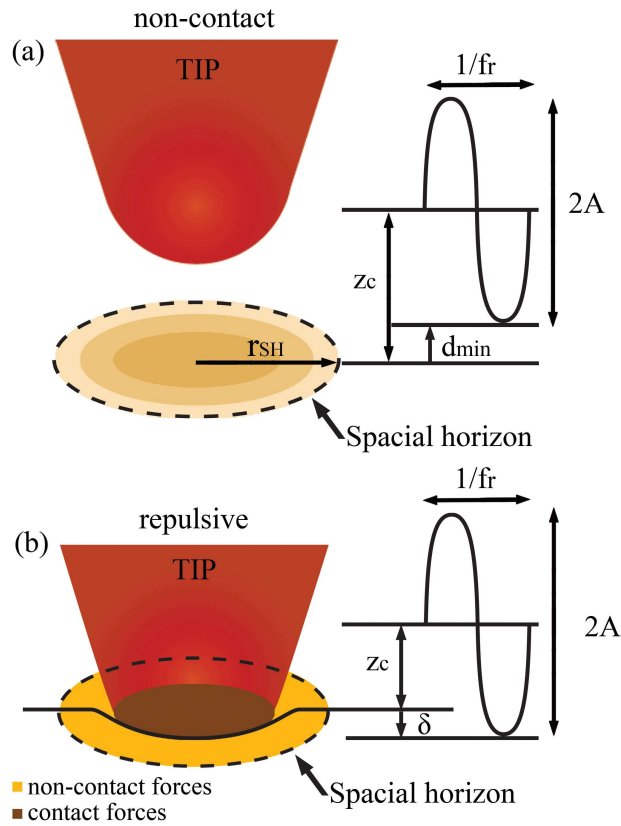 non-contact
(a)
TIP
1/fr
2A
zc
rSH
dmin
Spacial horizon
1/fr
repulsive
(b)
TIP
2A
zc
δ
non-contact forces
contact forces
Spacial horizon